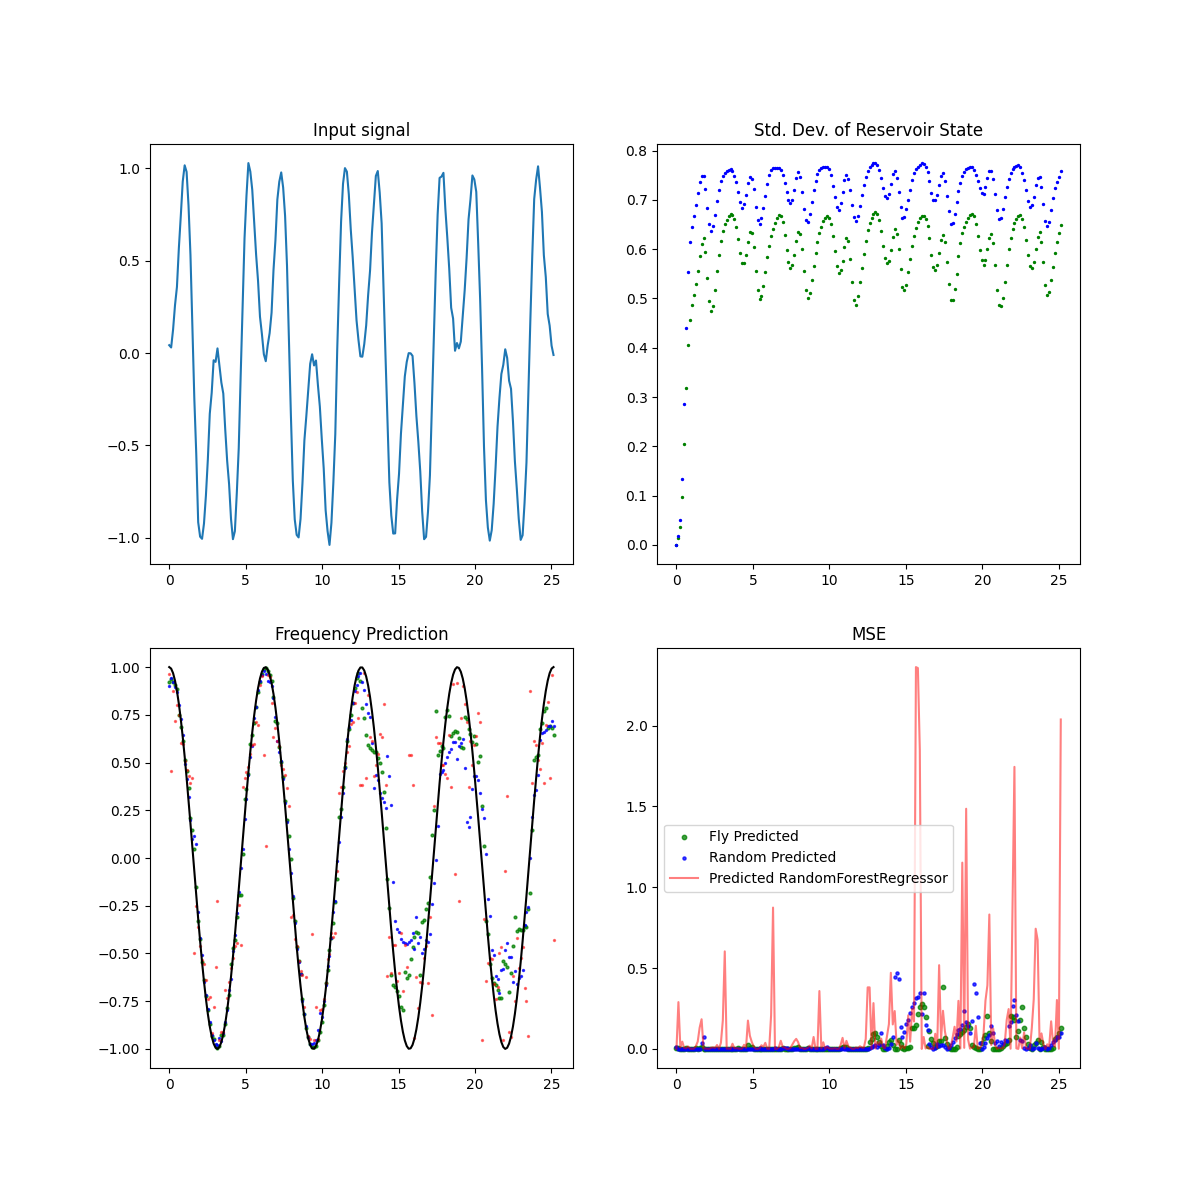 Input signal
1.0
0.5
0.0
−0.5
−1.0
0 5 10 15 20 25
Std. Dev. of Reservoir State
0.8
0.7
0.6
0.5
0.4
0.3
0.2
0.1
0.0
0 5 10 15 20 25
Frequency Prediction
1.00
0.75
0.50
0.25
0.00
−0.25
−0.50
−0.75
−1.00
0 5 10 15 20 25
MSE
2.0
1.5
1.0
0.5
0.0
Fly Predicted
Random Predicted
Predicted RandomForestRegressor
0 5 10 15 20 25